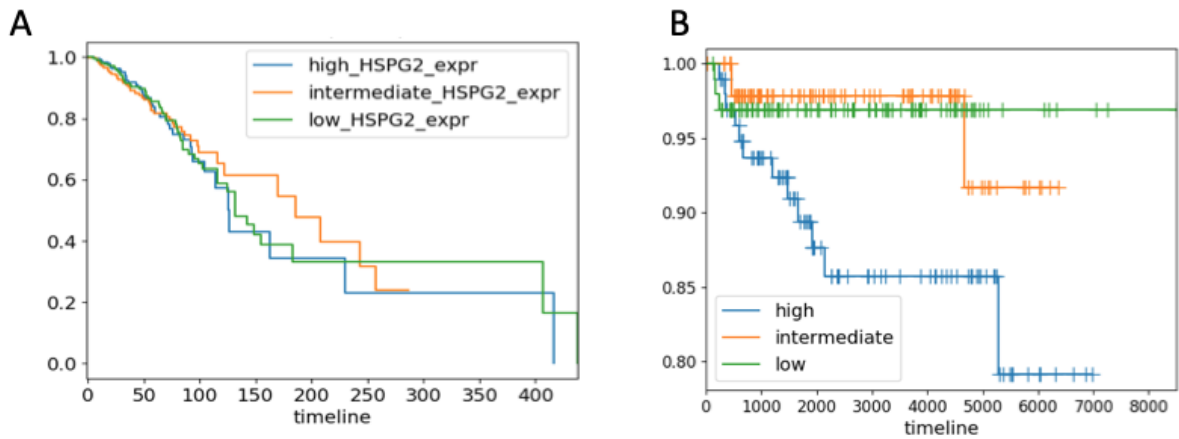 A
high_HSPG2_expr
intermediate_HSPG2_expr
low_HSPG2_expr
1.0
0.8
0.6
0.4
0.2
0.0
0 50 100 150 200 250 300 350 400
timeline
B
1.00
0.95
0.90
0.85
0.80
high
intermediate
low
0 1000 2000 3000 4000 5000 6000 7000 8000
timeline